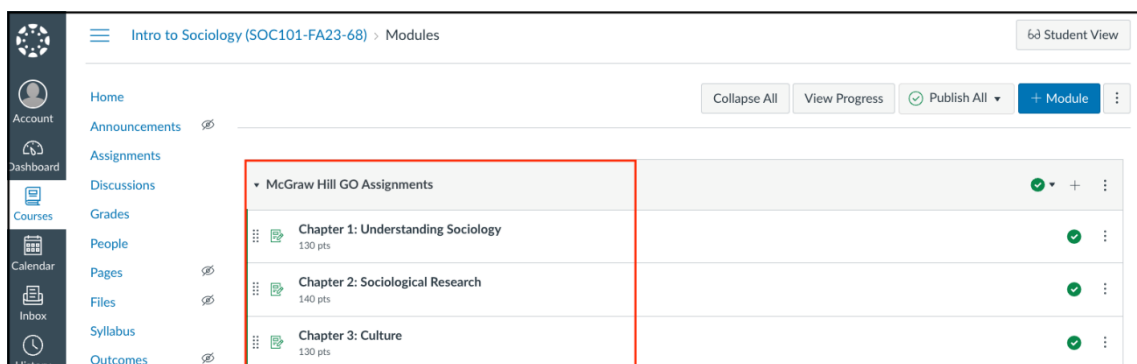 Intro to Sociology (SOC101-FA23-68) > Modules
Student View
Account
Dashboard
Courses
Calendar
Inbox
History
Home
Announcements
Assignments
Discussions
Grades
People
Pages
Files
Syllabus
Outcomes
Collapse All
View Progress
Publish All
+ Module
McGraw Hill GO Assignments
Chapter 1: Understanding Sociology
130 pts
Chapter 2: Sociological Research
140 pts
Chapter 3: Culture
130 pts